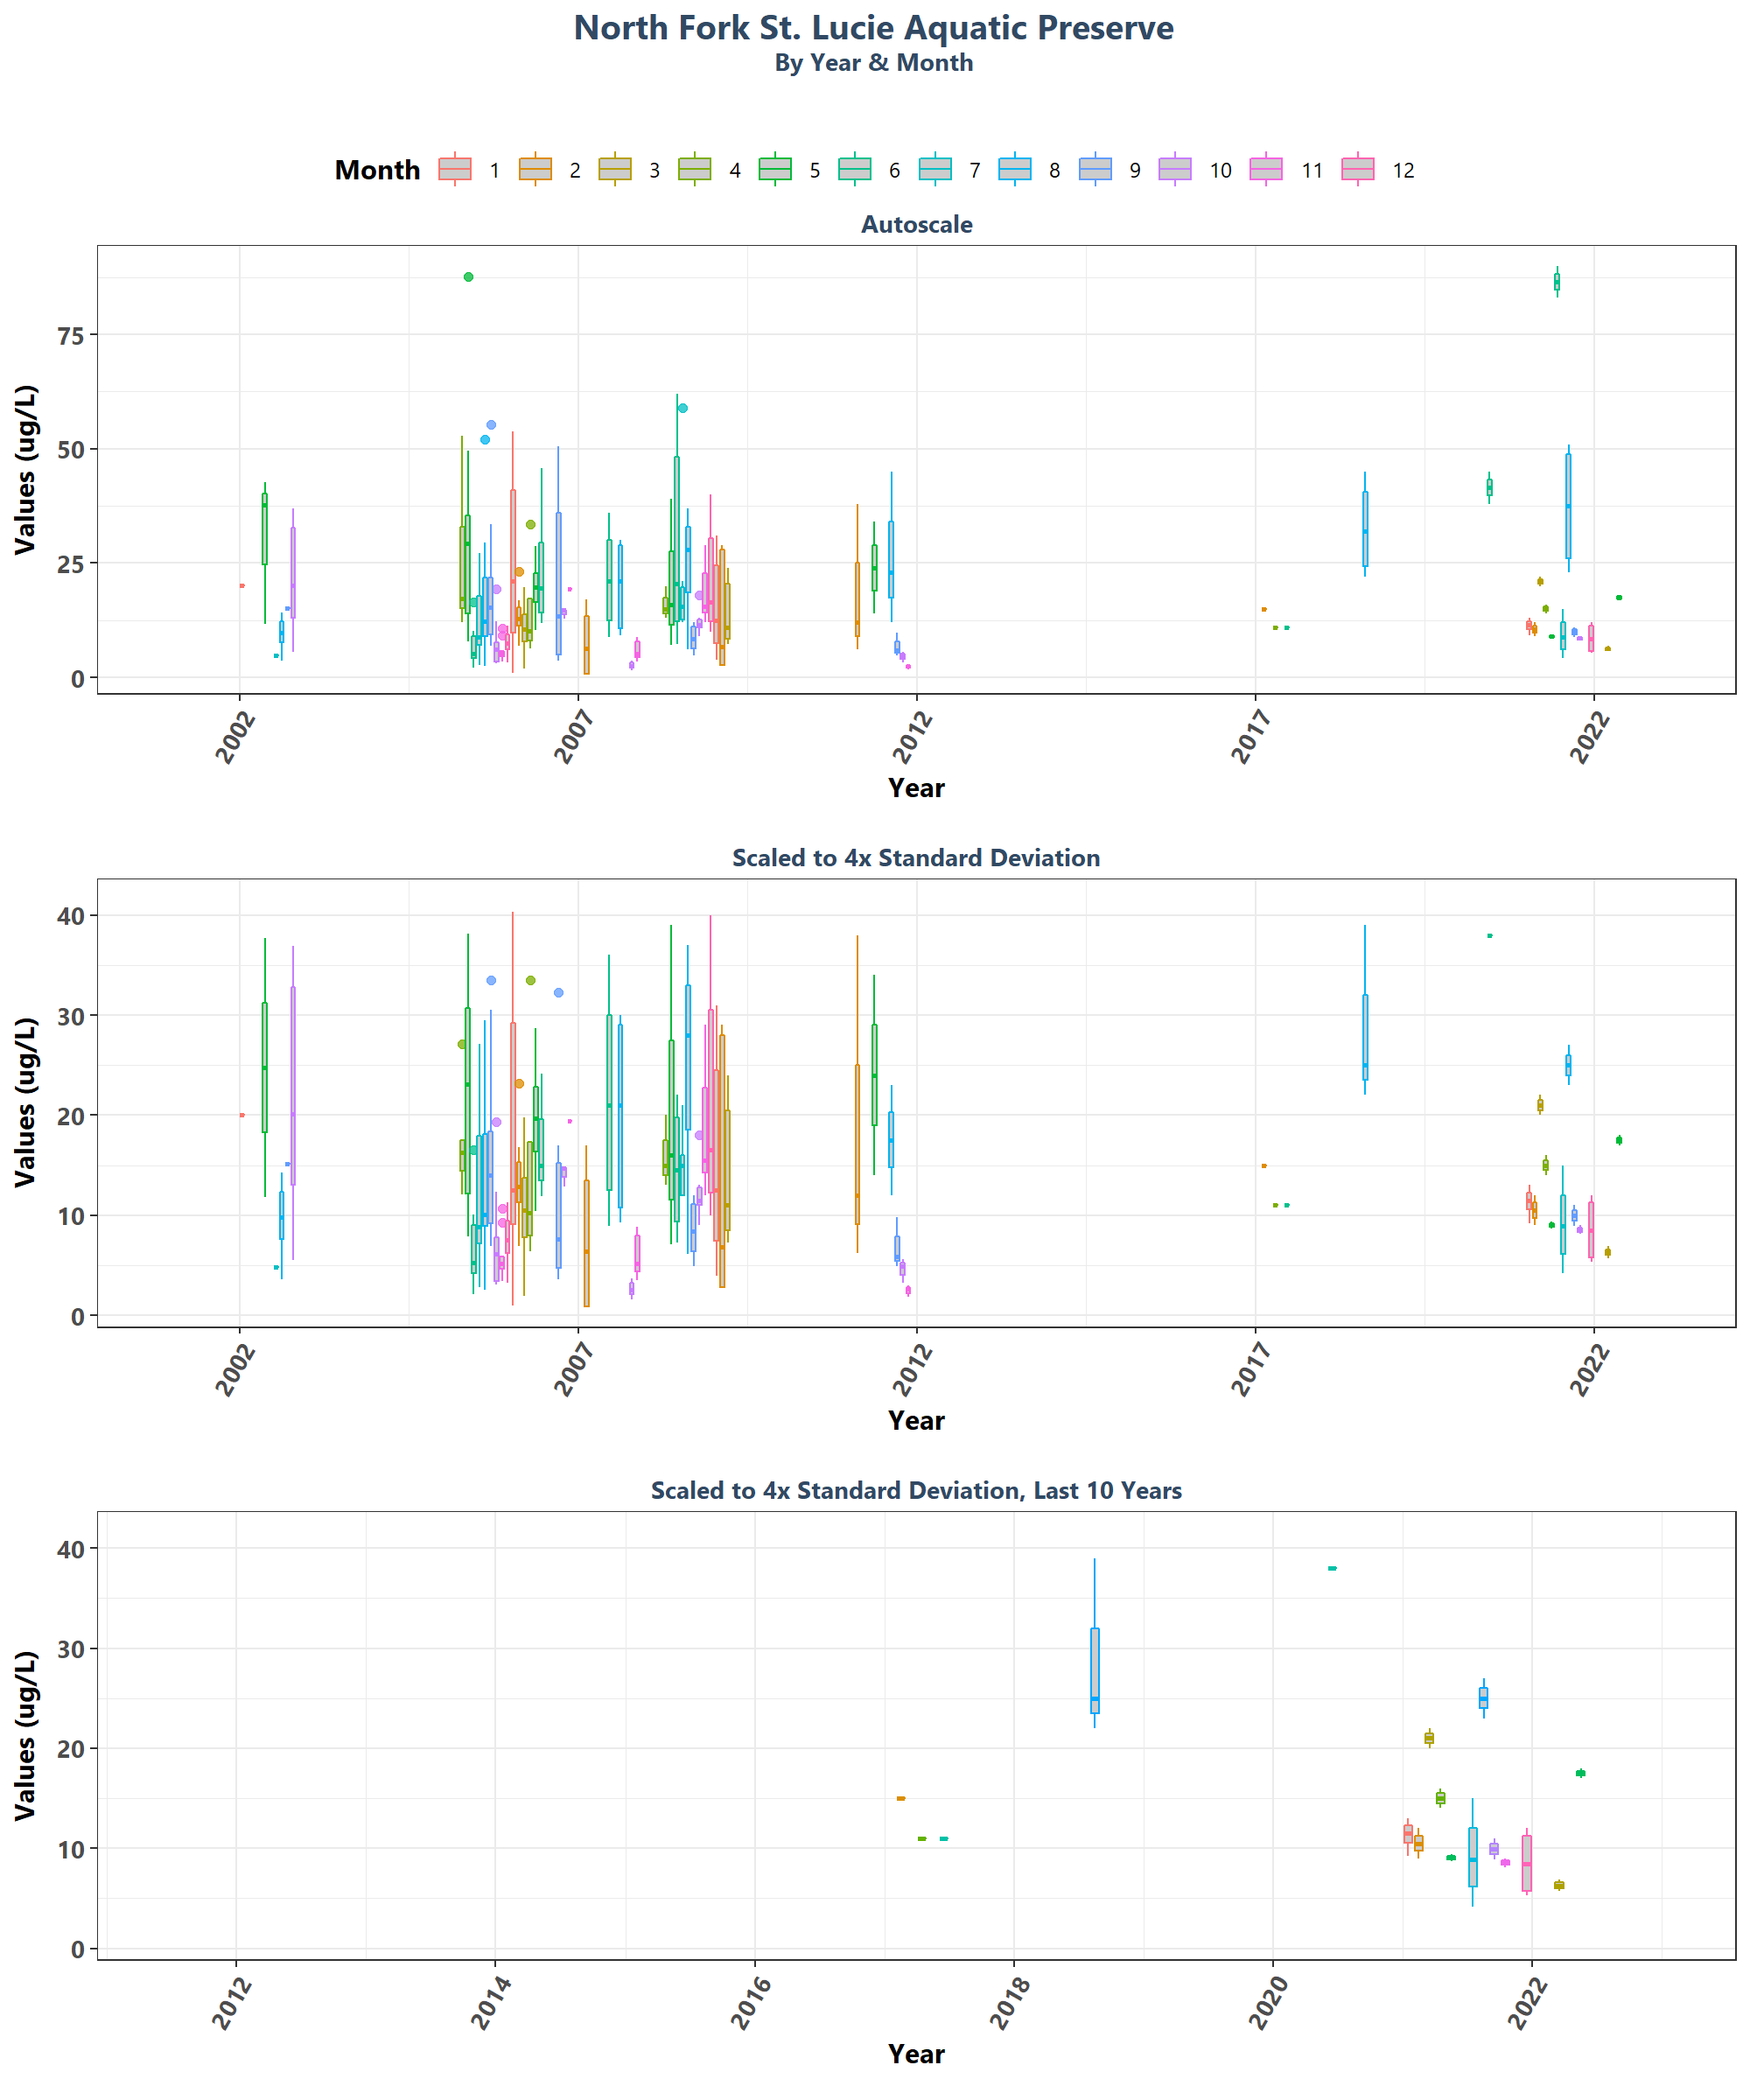 North Fork St. Lucie Aquatic Preserve
By Year & Month
Month 1 2 3 4 5 6 7 8 9 10 11 12
Autoscale
Values (ug/L)
75
50
25
0
2002 2007 2012 2017 2022
Year
Scaled to 4x Standard Deviation
Values (ug/L)
40
30
20
10
0
2002 2007 2012 2017 2022
Year
Scaled to 4x Standard Deviation, Last 10 Years
Values (ug/L)
40
30
20
10
0
2012 2014 2016 2018 2020 2022
Year